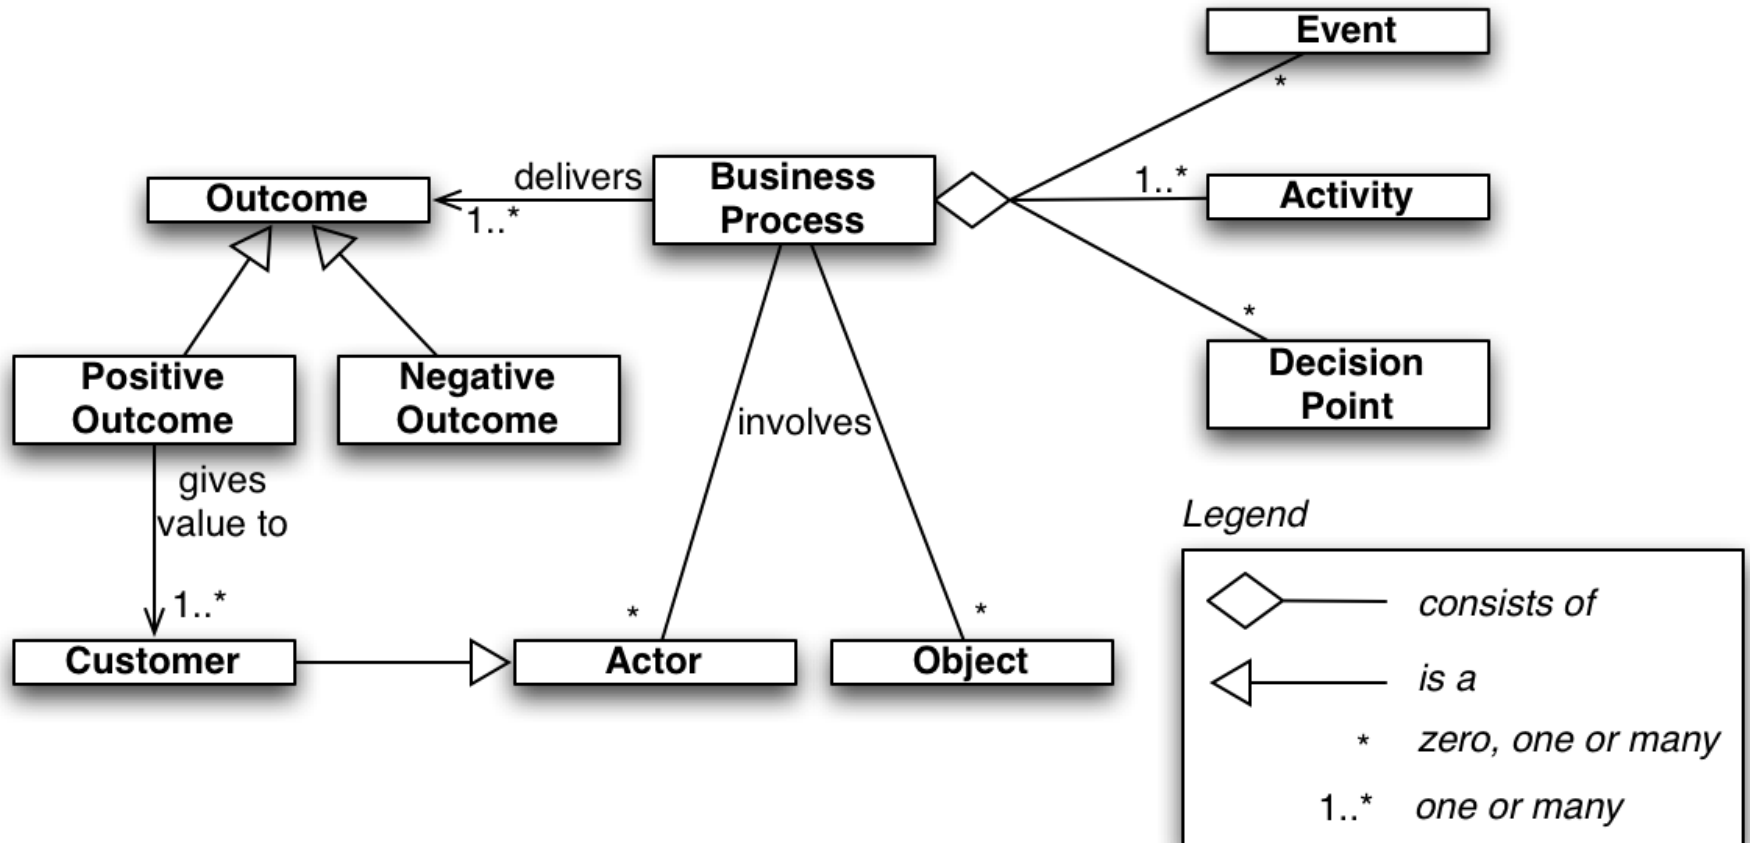 Event
*
delivers
Business
Process
1..*
Activity
Outcome
1..*
*
Decision
Point
Positive
Outcome
Negative
Outcome
involves
gives
value to
Legend
1..*
*
*
Customer
Actor
Object
consists of
is a
* zero, one or many
1..* one or many